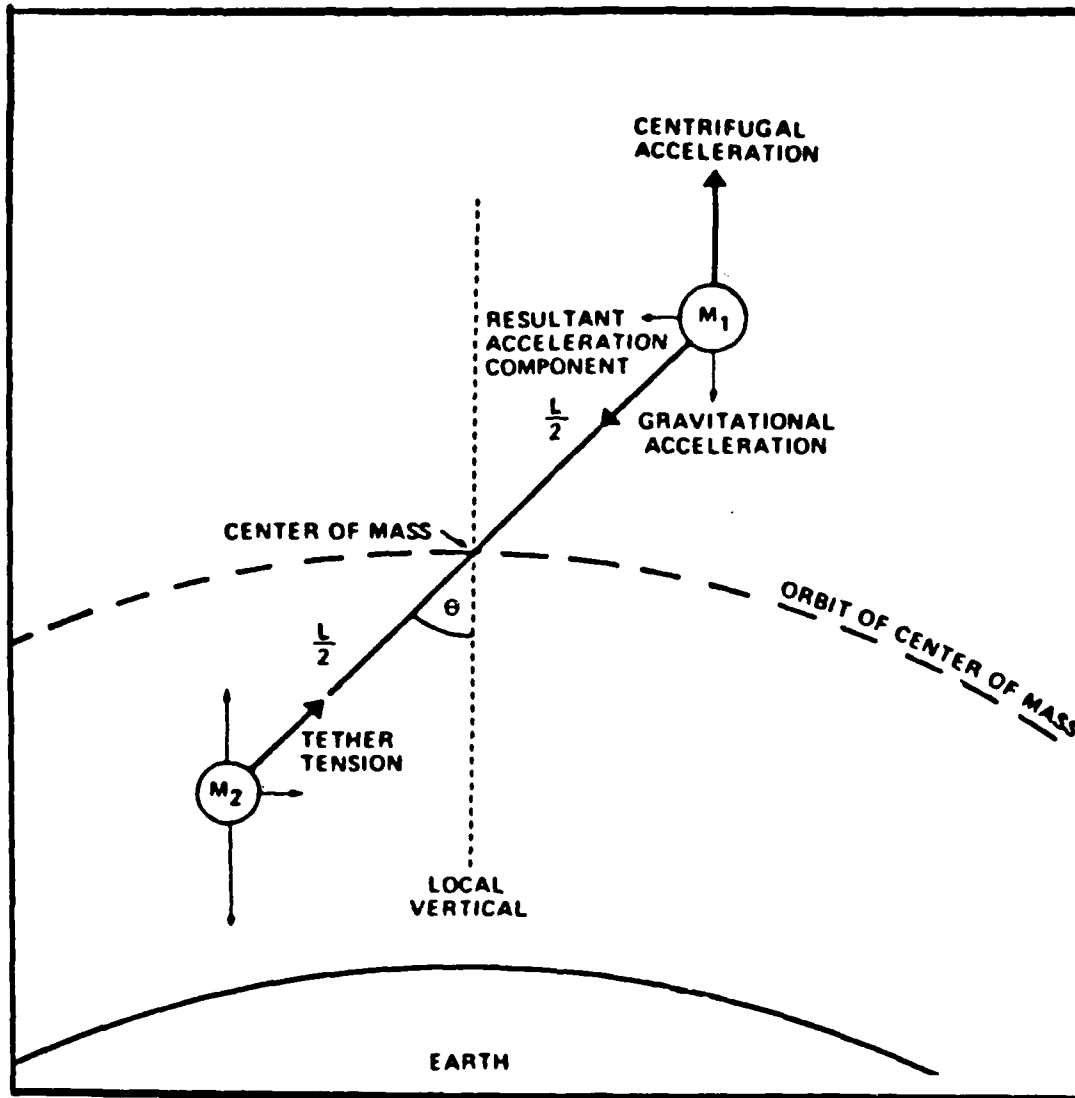 CENTRIFUGAL
ACCELERATION
M1
RESULTANT
ACCELERATION
COMPONENT
L
2
GRAVITATIONAL
ACCELERATION
CENTER OF MASS
ORBIT OF CENTER OF MASS
Θ
L
2
TETHER
TENSION
M2
LOCAL
VERTICAL
EARTH